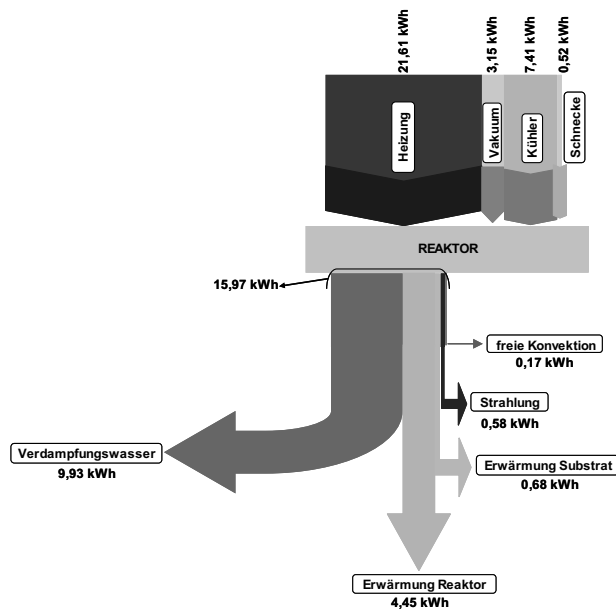 21,61 kWh
3,15 kWh
7,41 kWh
0,52 kWh
Heizung
Vakuum
Kühler
Schnecke
REAKTOR
15,97 kWh
freie Konvektion
0,17 kWh
Strahlung
0,58 kWh
Verdampfungswasser
9,93 kWh
Erwärmung Substrat
0,68 kWh
Erwärmung Reaktor
4,45 kWh